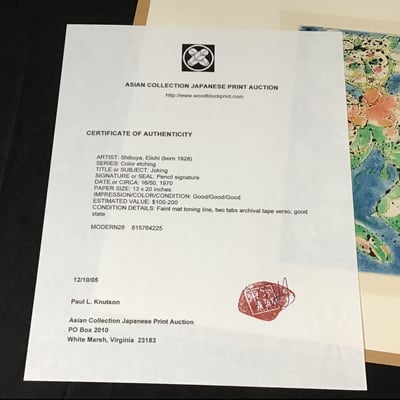 ASIAN COLLECTION JAPANESE PRINT AUCTION
http://www.woodblockprint.com
CERTIFICATE OF AUTHENTICITY
ARTIST: Shibuya, Eiichi (born 1928)
SERIES: Color etching
TITLE or SUBJECT: Joking
SIGNATURE or SEAL: Pencil signature
DATE or CIRCA: 16/50, 1970
PAPER SIZE: 13 x 20 inches
IMPRESSION/COLOR/CONDITION: Good/Good/Good
ESTIMATED VALUE: $100-200
CONDITION DETAILS: Faint mat toning line, two tabs archival tape verso, good
state
MODERN28 815764225
12/10/05
Paul L. Knutson
Asian Collection Japanese Print Auction
PO Box 2010
White Marsh, Virginia 23183